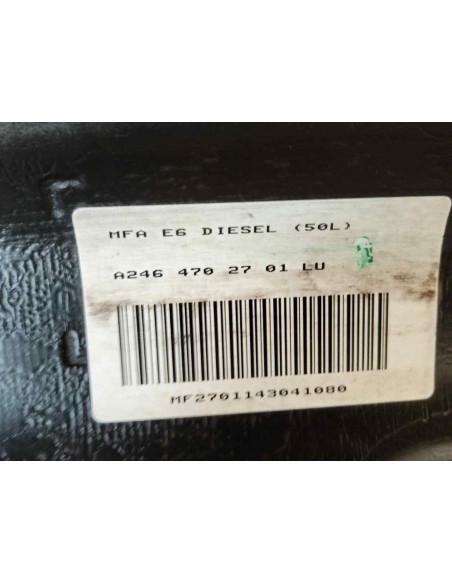 MFA E6 DIESEL (50L)
A246 470 27 01 LU
MF2701143041080